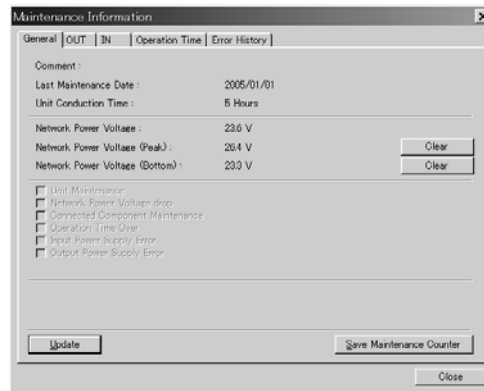 Maintenance Information
General OUT IN Operation Time Error History
Comment :
Last Maintenance Date : 2005/01/01
Unit Conduction Time : 5 Hours
Network Power Voltage : 23.6 V
Network Power Voltage (Peak) : 26.4 V Clear
Network Power Voltage (Bottom) : 23.3 V Clear
Unit Maintenance
Network Power Voltage drop
Connected Component Maintenance
Operation Time Over
Input Power Supply Error
Output Power Supply Error
Update Save Maintenance Counter
Close